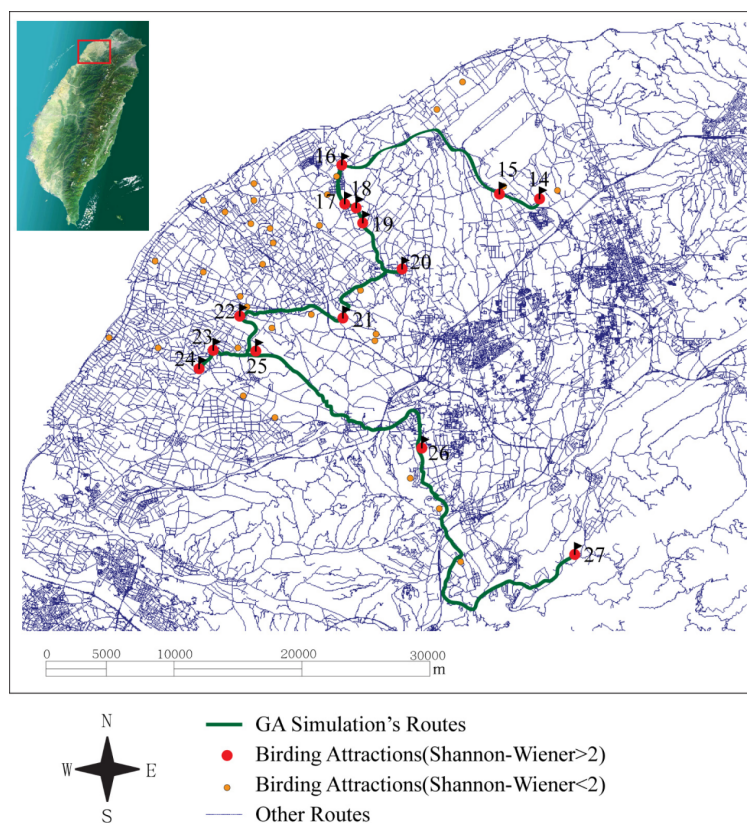 16
15
14
17
18
19
20
22
21
23
24
25
26
27
0 5000 10000 20000 30000
m
N
W E
S
GA Simulation's Routes
Birding Attractions(Shannon-Wiener>2)
Birding Attractions(Shannon-Wiener<2)
Other Routes